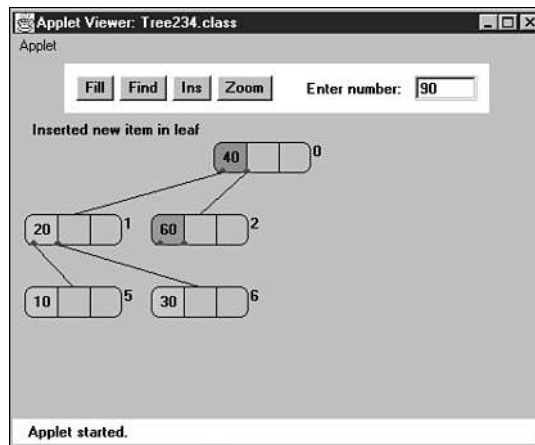 Applet Viewer: Tree234.class
Applet
Fill Find Ins Zoom Enter number: 90
Inserted new item in leaf
40 0
20 1 60 2
10 5 30 6
Applet started.